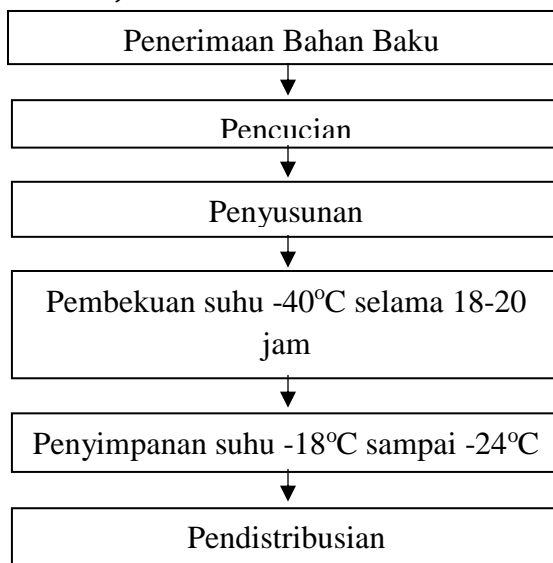 Penerimaan Bahan Baku
Pencucian
Penyusunan
Pembekuan suhu -40°C selama 18-20
jam
Penyimpanan suhu -18°C sampai -24°C
Pendistribusian